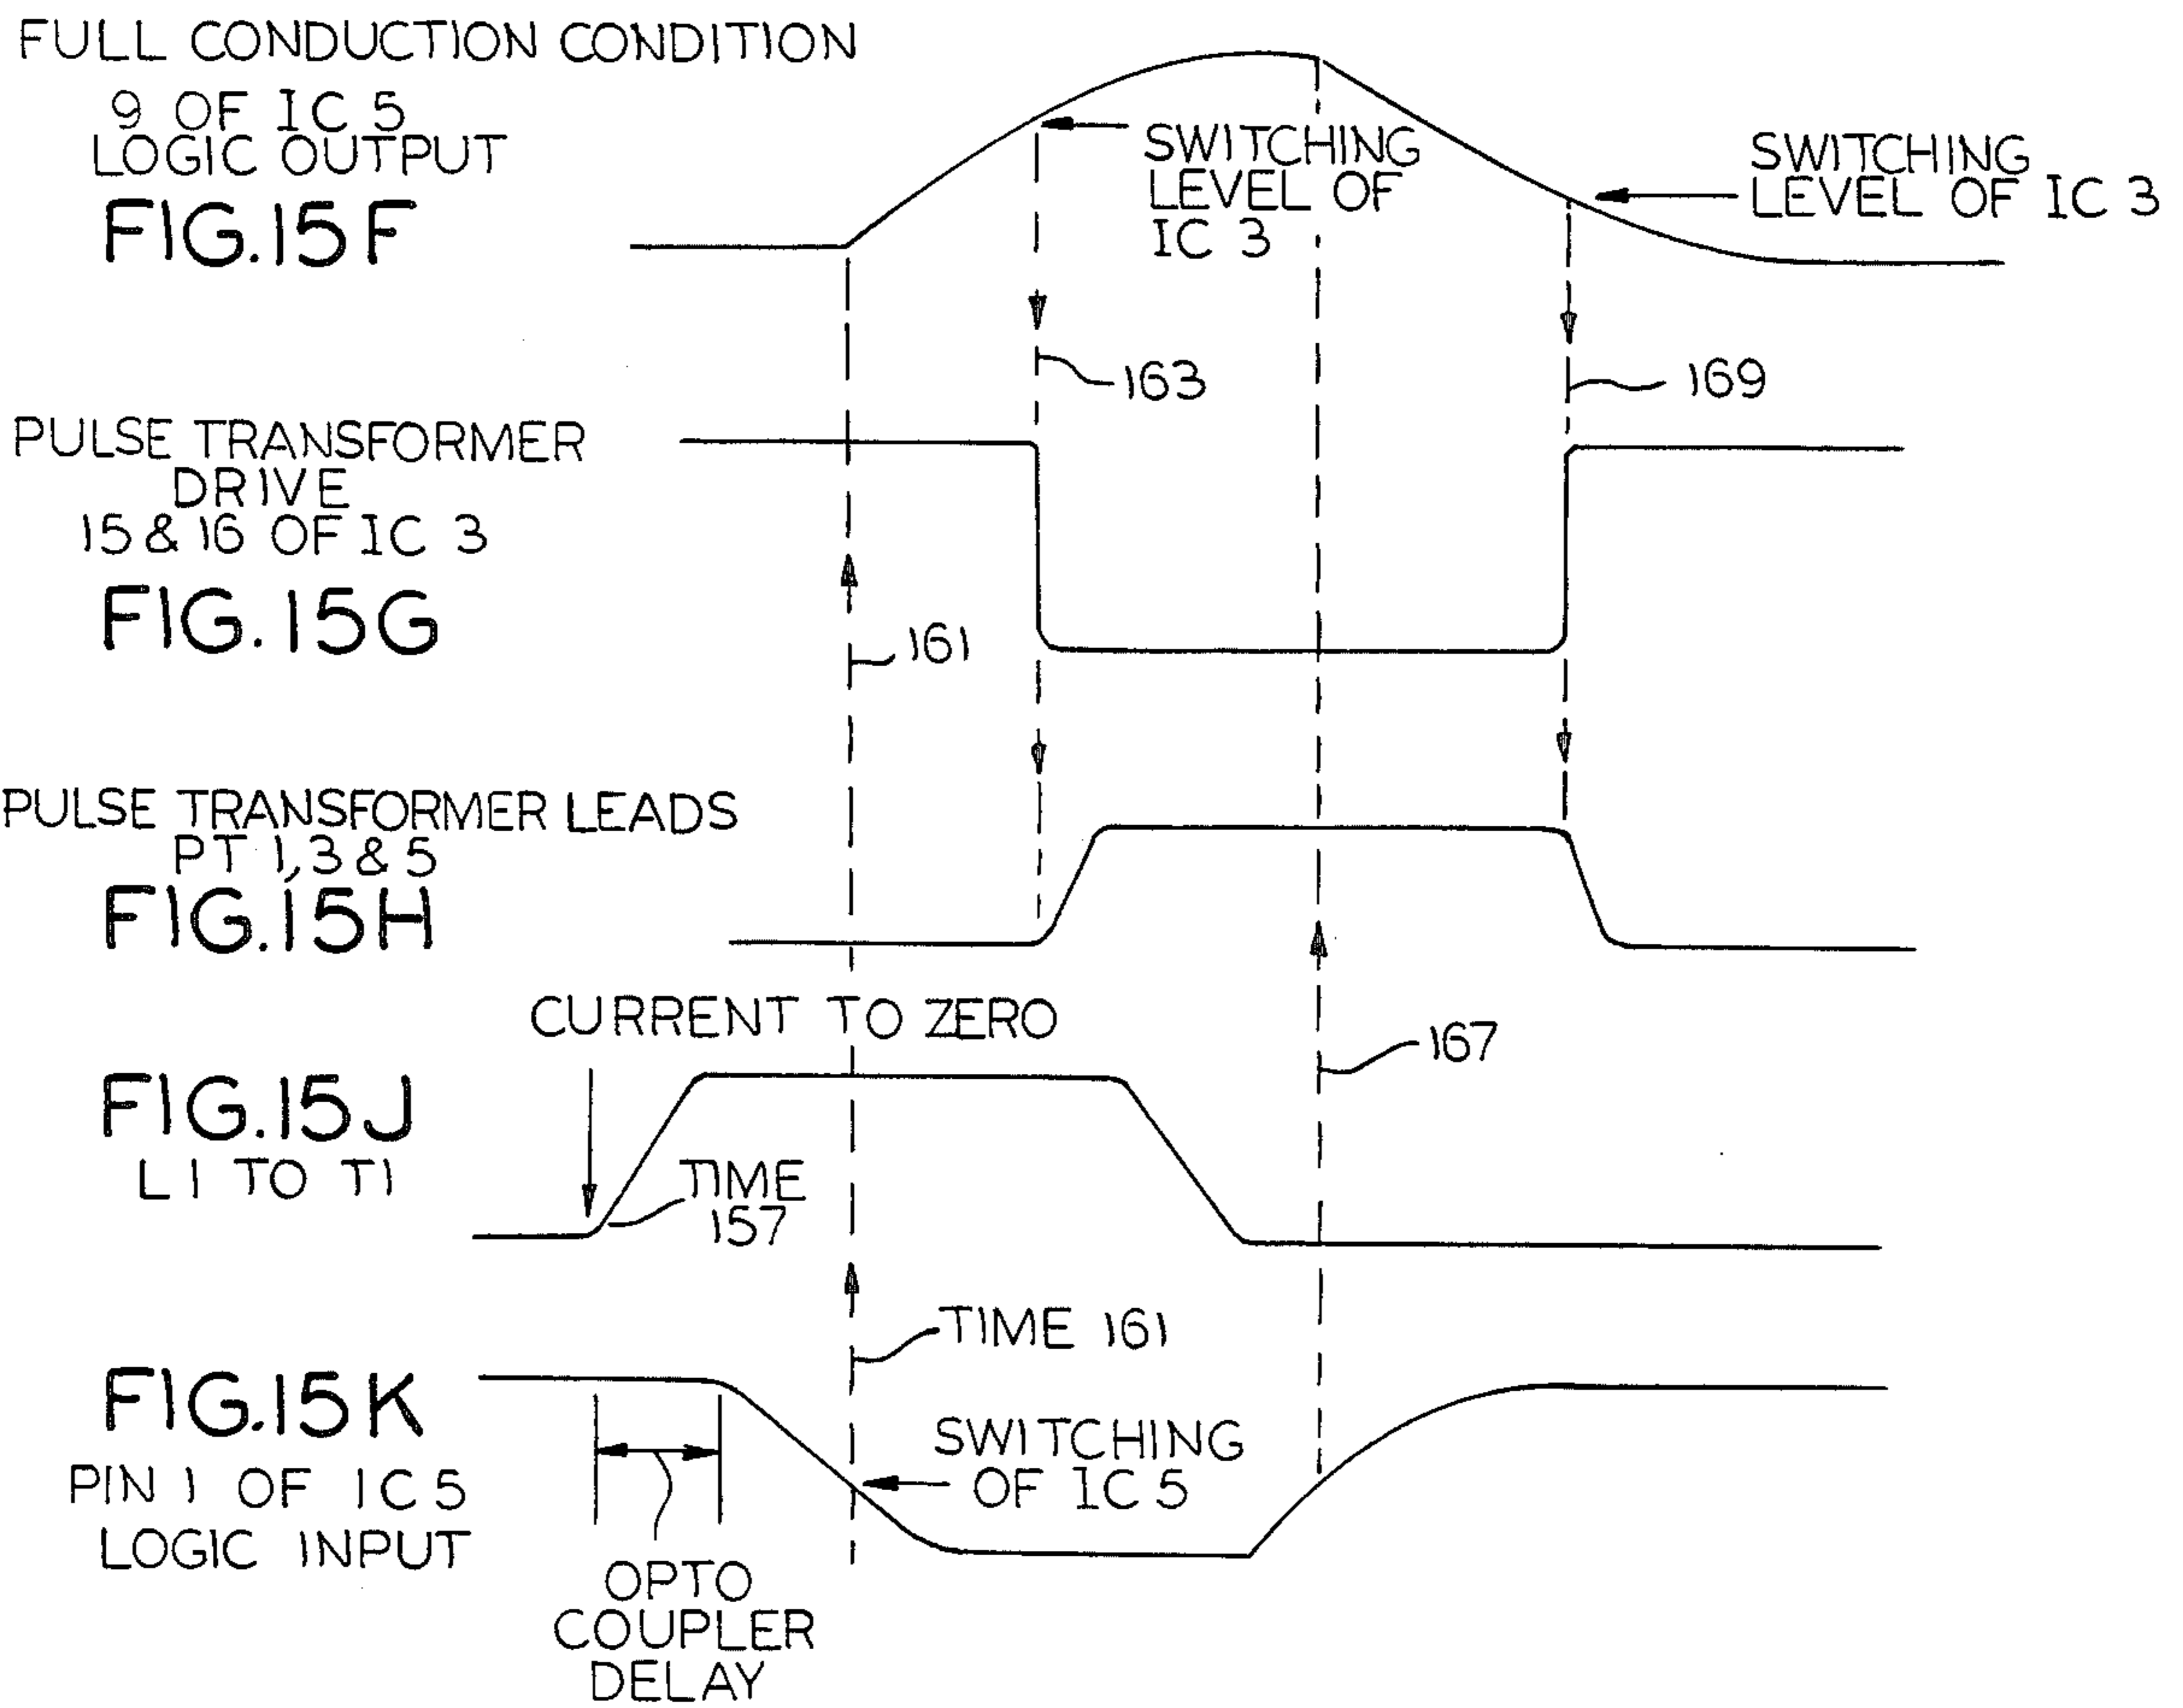 FULL CONDUCTION CONDITION
9 OF IC 5
LOGIC OUTPUT
FIG.15F
SWITCHING
LEVEL OF
IC 3
SWITCHING
LEVEL OF IC 3
163
169
PULSE TRANSFORMER
DRIVE
15 & 16 OF IC 3
FIG.15G
161
PULSE TRANSFORMER LEADS
PT 1,3 & 5
FIG.15H
CURRENT TO ZERO
167
FIG.15J
L1 TO T1
TIME
157
TIME 161
FIG.15K
PIN 1 OF IC 5
LOGIC INPUT
SWITCHING
OF IC 5
OPTO
COUPLER
DELAY